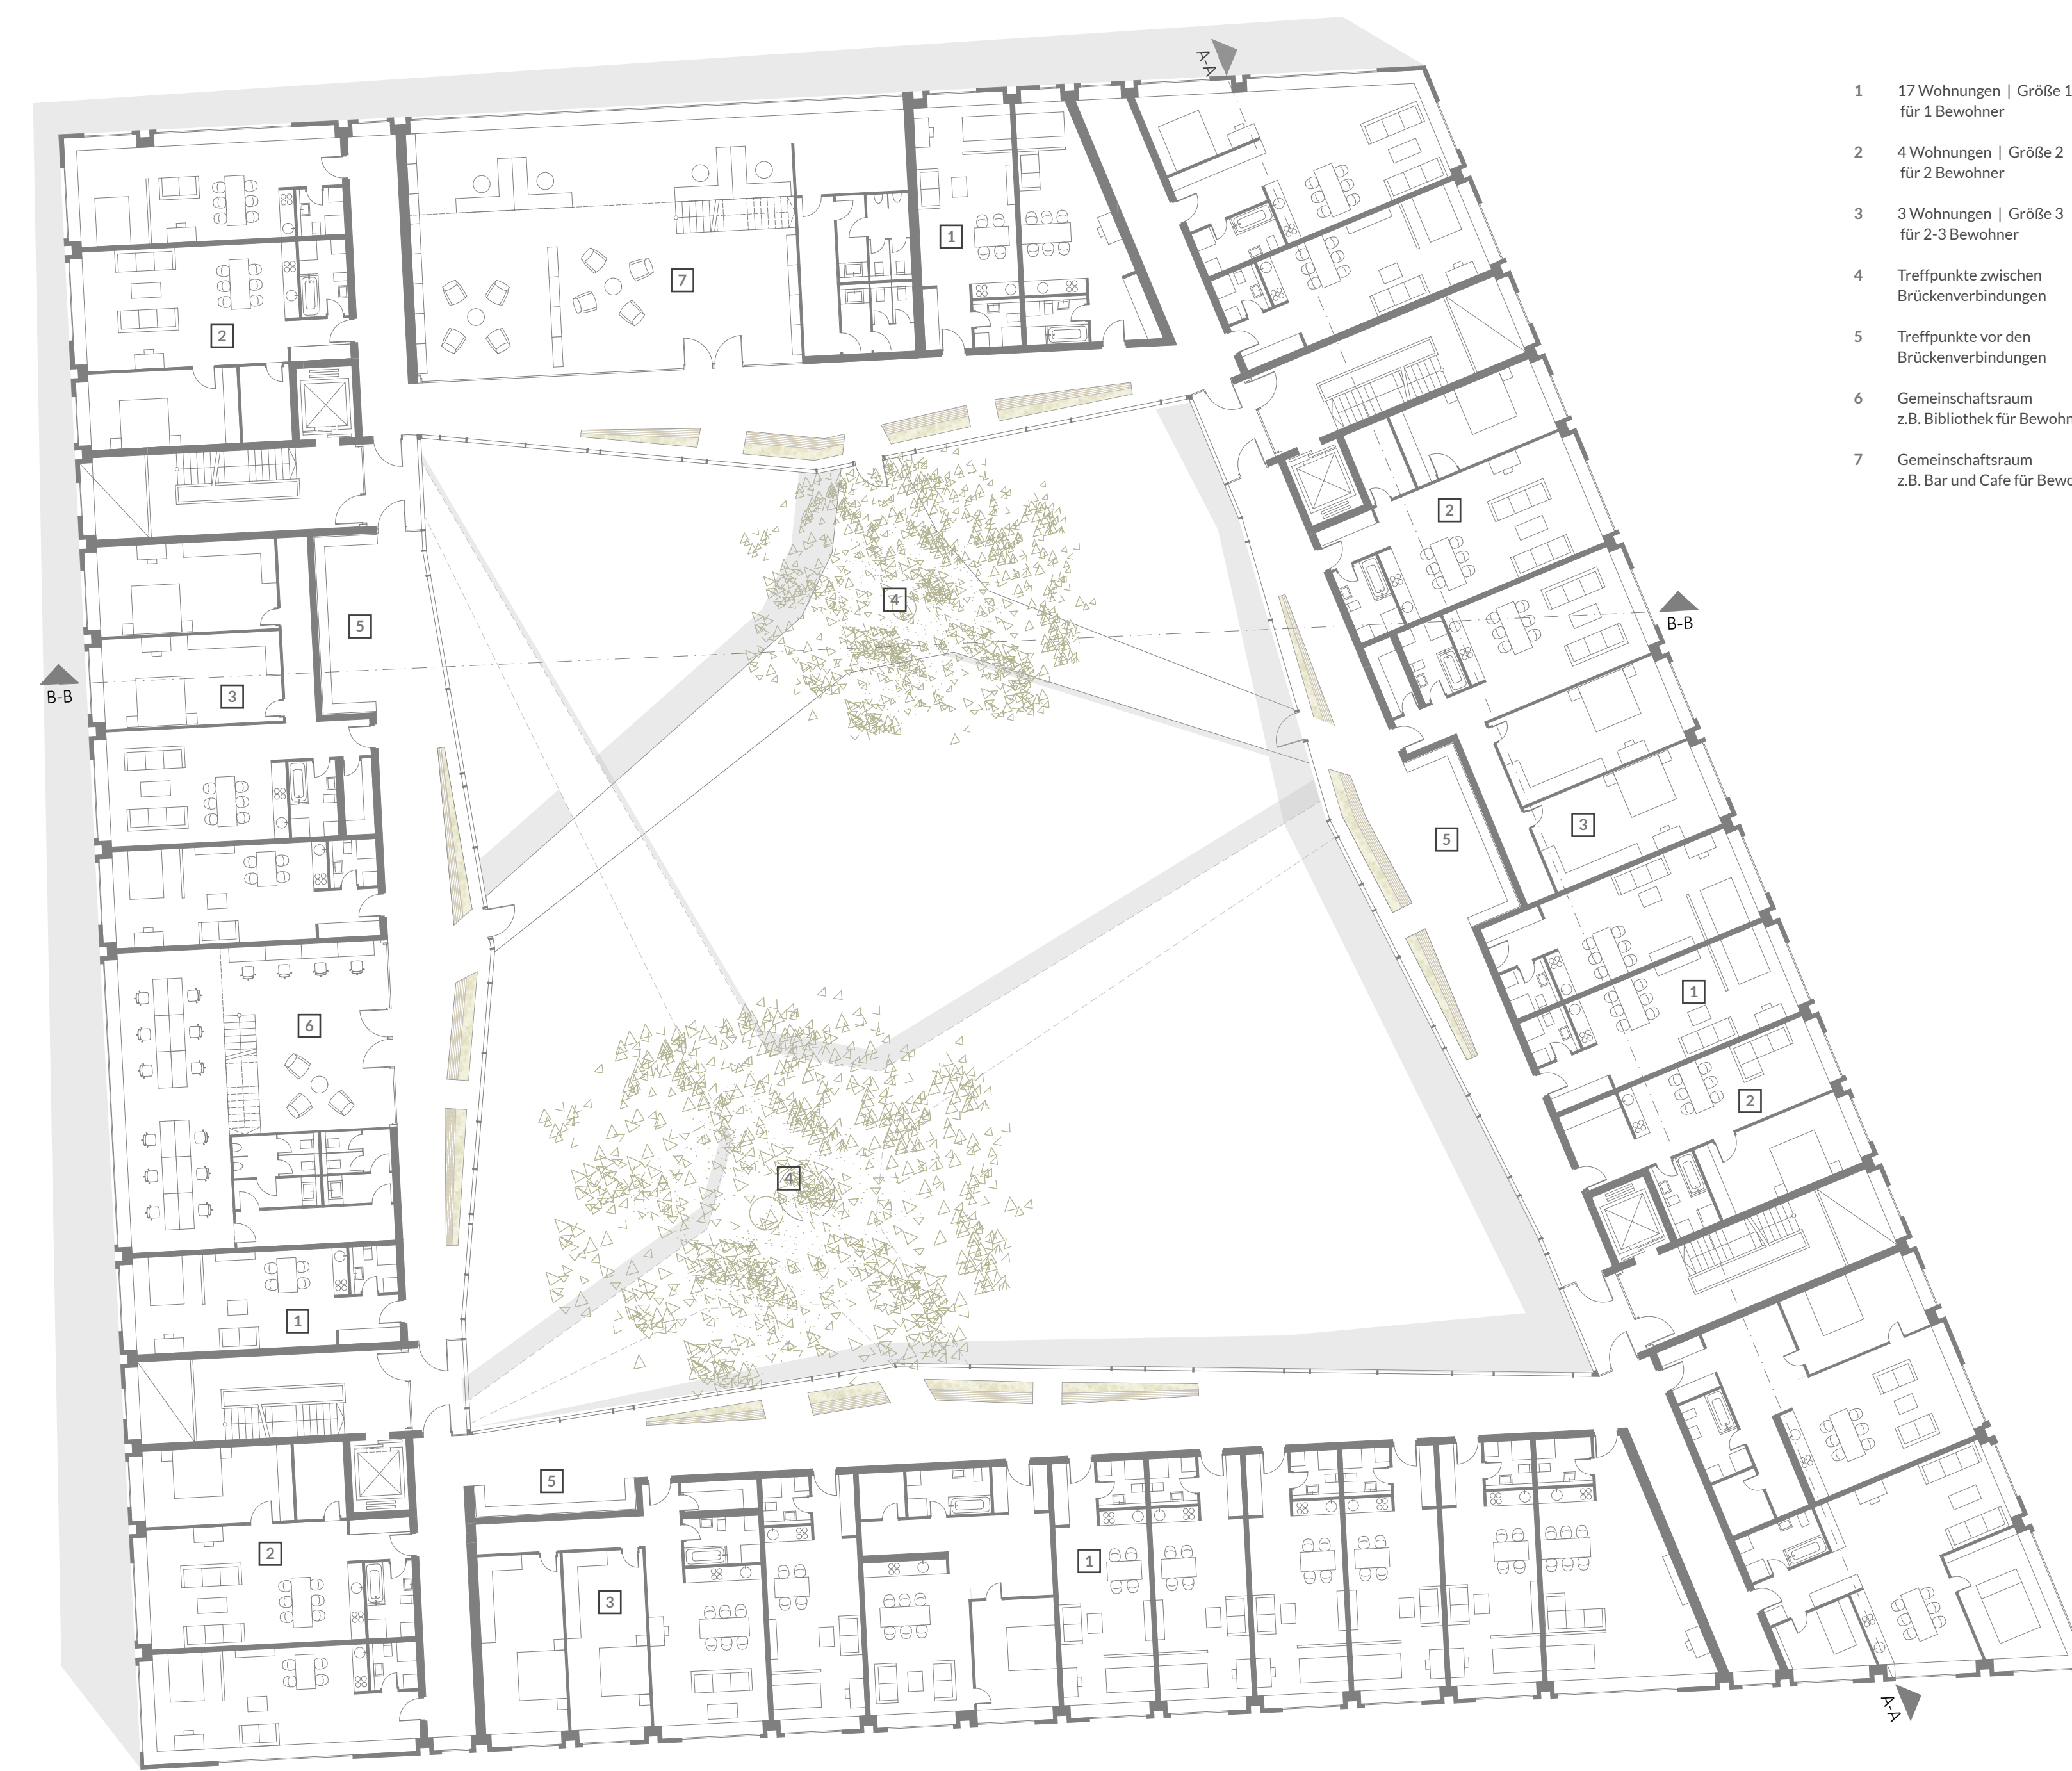 A-A
1 17 Wohnungen | Größe 1
für 1 Bewohner
2 4 Wohnungen | Größe 2
für 2 Bewohner
3 3 Wohnungen | Größe 3
für 2-3 Bewohner
4 Treffpunkte zwischen
Brückenverbindungen
5 Treffpunkte vor den
Brückenverbindungen
6 Gemeinschaftsraum
z.B. Bibliothek für Bewohn
7 Gemeinschaftsraum
z.B. Bar und Cafe für Bewo
1
7
2
2
4
5
B-B
3
B-B
3
5
1
6
2
4
1
5
2
1
3
A-A